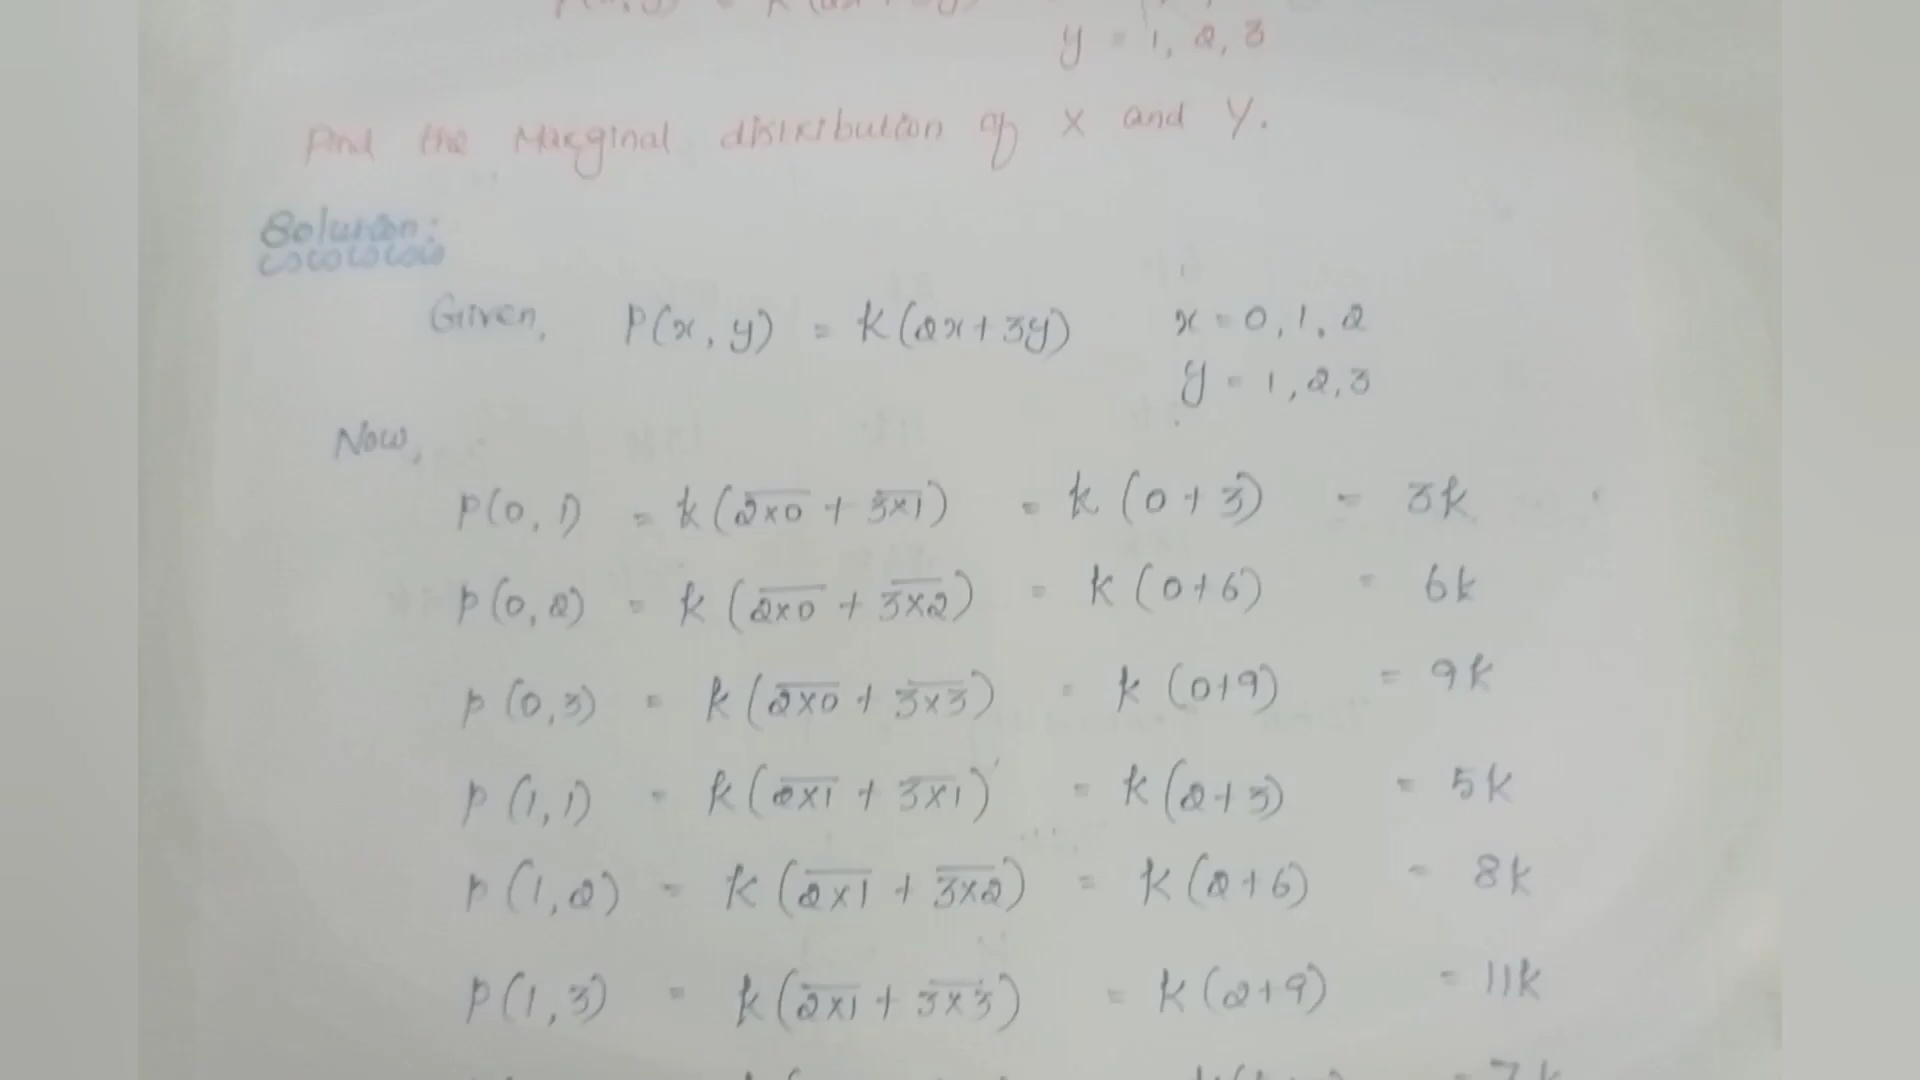 y = 1, 2, 3
Find the Marginal distribution of X and Y.
Solution:
Given, P(x, y) = K(2x+3y) x = 0, 1, 2
y = 1, 2, 3
Now,
P(0, 1) = k(2×0 + 3×1) = k(0+3) = 3k
P(0, 2) = k(2×0 + 3×2) = k(0+6) = 6k
P(0,3) = k(2×0 + 3×3) = k(0+9) = 9k
P(1, 1) = k(2×1 + 3×1) = k(2+3) = 5k
P(1, 2) = k(2×1 + 3×2) = k(2+6) = 8k
P(1, 3) = k(2×1 + 3×3) = k(2+9) = 11k
= 7k